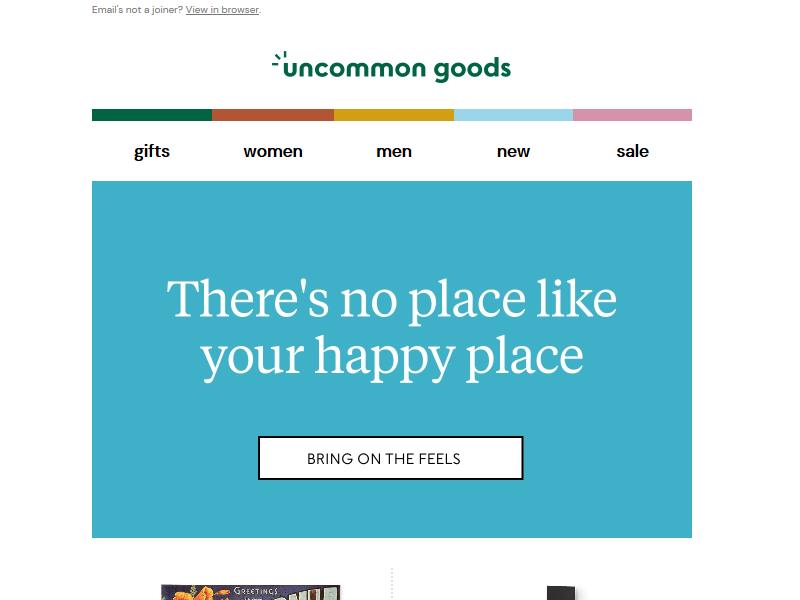 Email's not a joiner? View in browser.
uncommon goods
gifts women men new sale
There's no place like
your happy place
BRING ON THE FEELS
GREETINGS